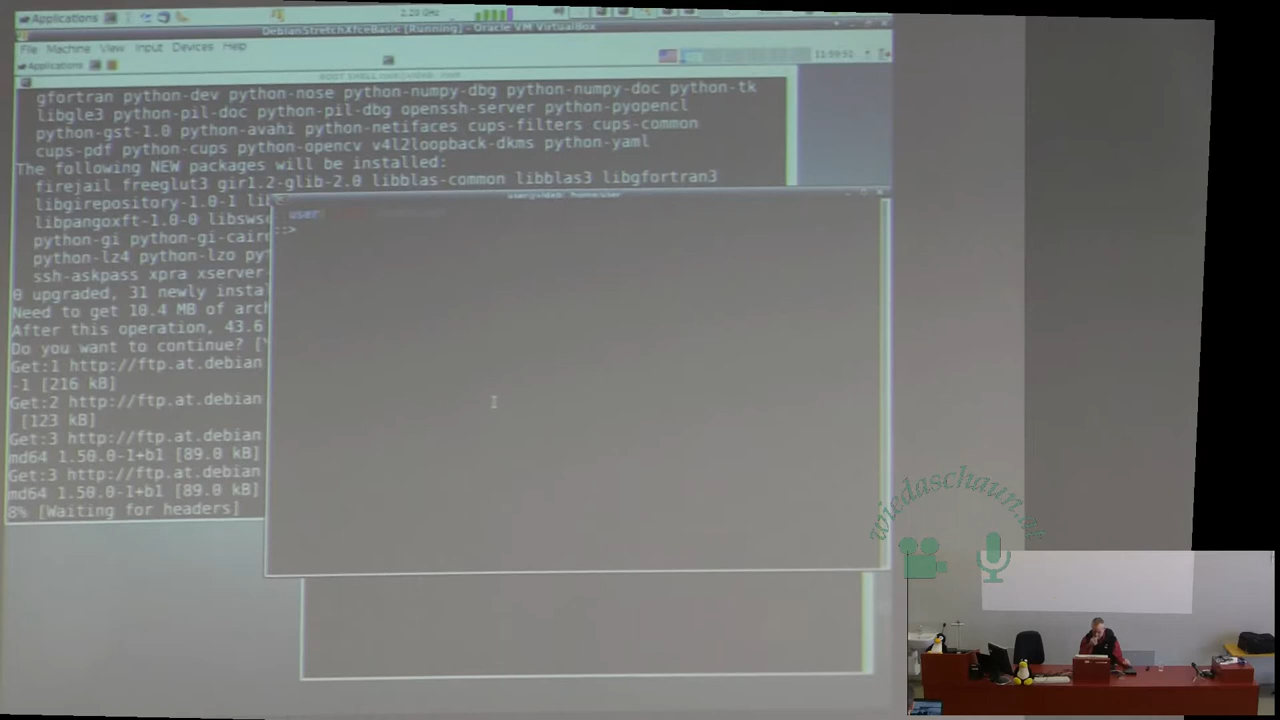 Applications
2.20 GHz
DebianStretchXfceBasic [Running] - Oracle VM VirtualBox
File Machine View Input Devices Help
Applications
gfortran python-dev python-nose python-numpy-dbg python-numpy-doc python-tk
libgle3 python-pil-doc python-pil-dbg openssh-server python-pyopencl
python-gst-1.0 python-avahi python-netifaces cups-filters cups-common
cups-pdf python-cups python-opencv v4l2loopback-dkms python-yaml
The following NEW packages will be installed:
firejail freeglut3 gir1.2-glib-2.0 libblas-common libblas3 libgfortran3
libgirepository-1.0-1
libpangoxft-1.0-0 libswsc
python-gi python-gi-cairo
python-lz4 python-lzo py
ssh-askpass xpra xserver-
0 upgraded, 31 newly insta
Need to get 10.4 MB of arc
After this operation, 43.6
Do you want to continue? [
Get:1 http://ftp.at.debian
-1 [216 kB]
Get:2 http://ftp.at.debian
[123 kB]
Get:3 http://ftp.at.debian
md64 1.50.0-1+b1 [89.0 kB]
Get:3 http://ftp.at.debian
md64 1.50.0-1+b1 [89.0 kB]
8% [Waiting for headers]
user
::>
wiedaschaun.at